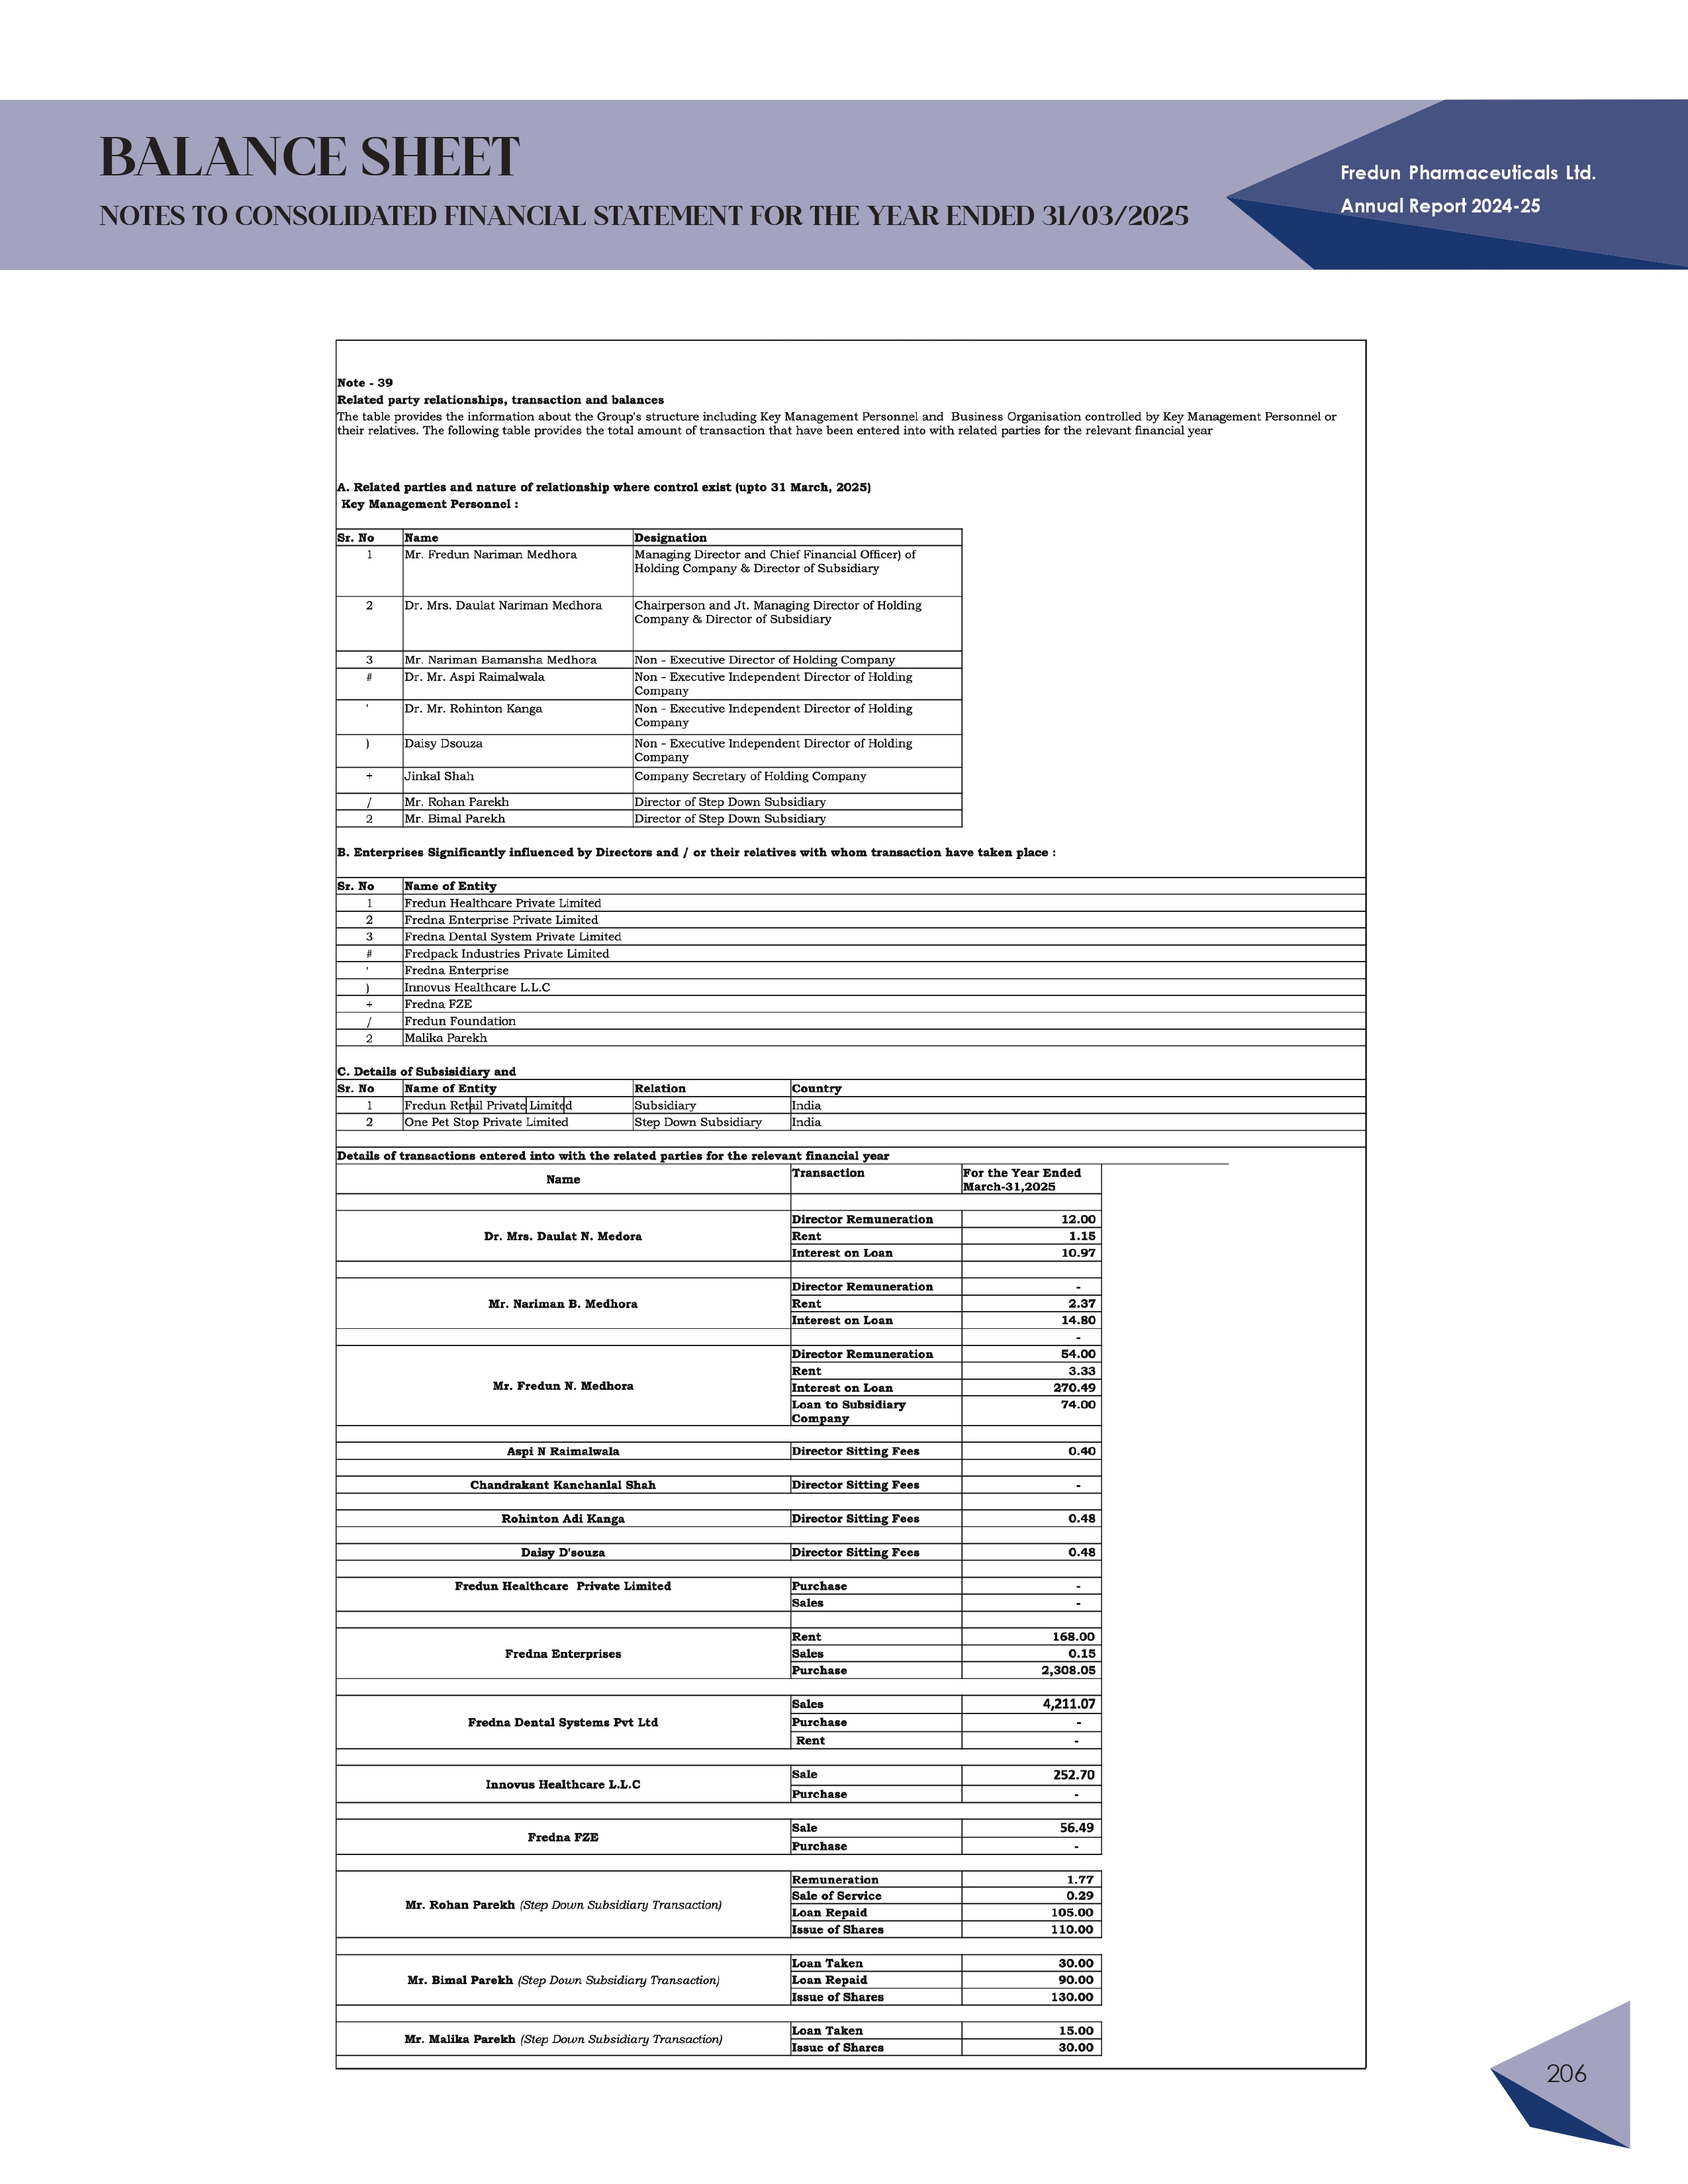 BALANCE SHEET
NOTES TO CONSOLIDATED FINANCIAL STATEMENT FOR THE YEAR ENDED 31/03/2025
Fredun Pharmaceuticals Ltd.
Annual Report 2024-25
Note - 39
Related party relationships, transaction and balances
The table provides the information about the Group's structure including Key Management Personnel and Business Organisation controlled by Key Management Personnel or
their relatives. The following table provides the total amount of transaction that have been entered into with related parties for the relevant financial year
A. Related parties and nature of relationship where control exist (upto 31 March, 2025)
Key Management Personnel :
Sr. No Name Designation
1 Mr. Fredun Nariman Medhora Managing Director and Chief Financial Officer) of
Holding Company & Director of Subsidiary
2 Dr. Mrs. Daulat Nariman Medhora Chairperson and Jt. Managing Director of Holding
Company & Director of Subsidiary
3 Mr. Nariman Bamansha Medhora Non - Executive Director of Holding Company
# Dr. Mr. Aspi Raimalwala Non - Executive Independent Director of Holding
Company
' Dr. Mr. Rohinton Kanga Non - Executive Independent Director of Holding
Company
) Daisy Dsouza Non - Executive Independent Director of Holding
Company
+ Jinkal Shah Company Secretary of Holding Company
/ Mr. Rohan Parekh Director of Step Down Subsidiary
2 Mr. Bimal Parekh Director of Step Down Subsidiary
B. Enterprises Significantly influenced by Directors and / or their relatives with whom transaction have taken place :
Sr. No Name of Entity
1 Fredun Healthcare Private Limited
2 Fredna Enterprise Private Limited
3 Fredna Dental System Private Limited
# Fredpack Industries Private Limited
' Fredna Enterprise
) Innovus Healthcare L.L.C
+ Fredna FZE
/ Fredun Foundation
2 Malika Parekh
C. Details of Subsisidiary and
Sr. No Name of Entity Relation Country
1 Fredun Retail Private Limited Subsidiary India
2 One Pet Stop Private Limited Step Down Subsidiary India
Details of transactions entered into with the related parties for the relevant financial year
Name Transaction For the Year Ended
March-31,2025
Dr. Mrs. Daulat N. Medora
Director Remuneration 12.00
Rent 1.15
Interest on Loan 10.97
Mr. Nariman B. Medhora
Director Remuneration -
Rent 2.37
Interest on Loan 14.80
-
Mr. Fredun N. Medhora
Director Remuneration 54.00
Rent 3.33
Interest on Loan 270.49
Loan to Subsidiary 74.00
Company
Aspi N Raimalwala Director Sitting Fees 0.40
Chandrakant Kanchanlal Shah Director Sitting Fees -
Rohinton Adi Kanga Director Sitting Fees 0.48
Daisy D'souza Director Sitting Fees 0.48
Fredun Healthcare Private Limited Purchase -
Sales -
Fredna Enterprises
Rent 168.00
Sales 0.15
Purchase 2,308.05
Fredna Dental Systems Pvt Ltd
Sales 4,211.07
Purchase -
Rent -
Innovus Healthcare L.L.C
Sale 252.70
Purchase -
Fredna FZE
Sale 56.49
Purchase -
Mr. Rohan Parekh (Step Down Subsidiary Transaction)
Remuneration 1.77
Sale of Service 0.29
Loan Repaid 105.00
Issue of Shares 110.00
Mr. Bimal Parekh (Step Down Subsidiary Transaction)
Loan Taken 30.00
Loan Repaid 90.00
Issue of Shares 130.00
Mr. Malika Parekh (Step Down Subsidiary Transaction)
Loan Taken 15.00
Issue of Shares 30.00
206